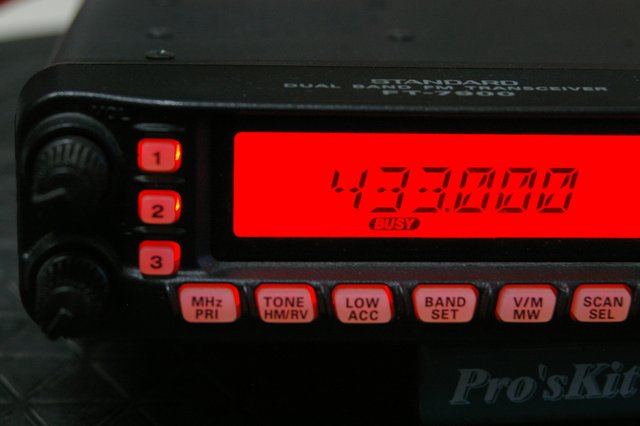 STANDARD
DUAL BAND FM TRANSCEIVER
FT-7900
1
2
3
433.000
BUSY
MHz PRI
TONE HM/RV
LOW ACC
BAND SET
V/M MW
SCAN SEL
Pro'sKit